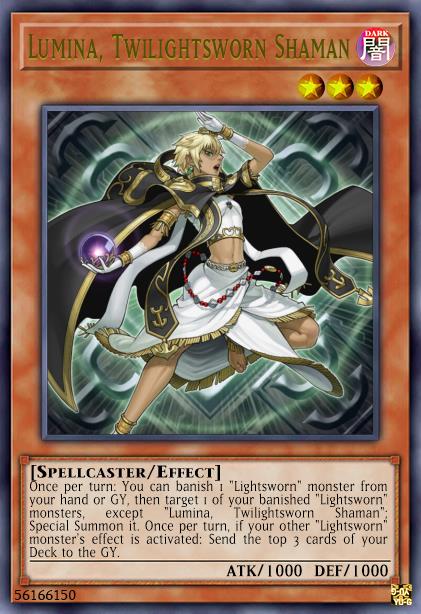 Lumina, Twilightsworn Shaman
DARK
闇
[Spellcaster/Effect]
Once per turn: You can banish 1 "Lightsworn" monster from
your hand or GY, then target 1 of your banished "Lightsworn"
monsters, except "Lumina, Twilightsworn Shaman";
Special Summon it. Once per turn, if your other "Lightsworn"
monster's effect is activated: Send the top 3 cards of your
Deck to the GY.
ATK/1000 DEF/1000
56166150